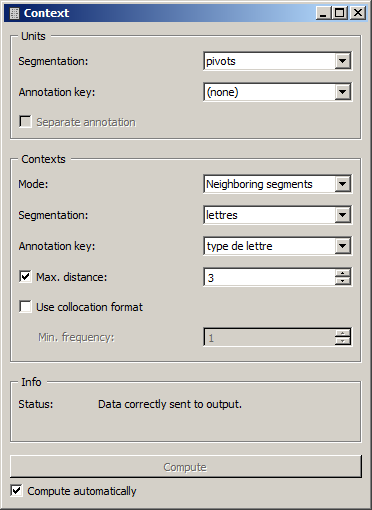 Context
Units
Segmentation: pivots
Annotation key: (none)
Separate annotation
Contexts
Mode: Neighboring segments
Segmentation: lettres
Annotation key: type de lettre
Max. distance: 3
Use collocation format
Min. frequency: 1
Info
Status: Data correctly sent to output.
Compute
Compute automatically